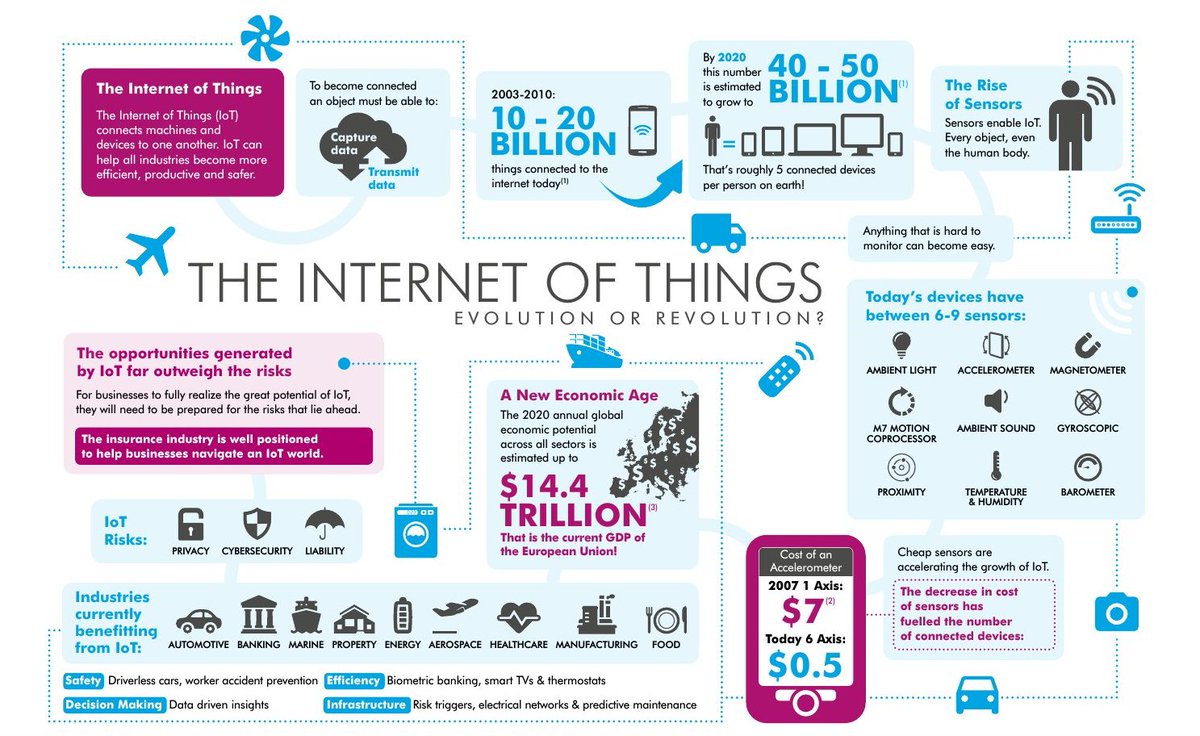 The Internet of Things
The Internet of Things (IoT)
connects machines and
devices to one another. IoT can
help all industries become more
efficient, productive and safer.
To become connected
an object must be able to:
Capture
data
Transmit
data
2003-2010:
10 - 20
BILLION
things connected to the
internet today(1)
By 2020
this number
is estimated
to grow to
40 - 50
BILLION(1)
=
That's roughly 5 connected devices
per person on earth!
The Rise
of Sensors
Sensors enable IoT.
Every object, even
the human body.
Anything that is hard to
monitor can become easy.
THE INTERNET OF THINGS
EVOLUTION OR REVOLUTION?
Today's devices have
between 6-9 sensors:
AMBIENT LIGHT
ACCELEROMETER
MAGNETOMETER
M7 MOTION
COPROCESSOR
AMBIENT SOUND
GYROSCOPIC
PROXIMITY
TEMPERATURE
& HUMIDITY
BAROMETER
The opportunities generated
by IoT far outweigh the risks
For businesses to fully realize the great potential of IoT,
they will need to be prepared for the risks that lie ahead.
The insurance industry is well positioned
to help businesses navigate an IoT world.
A New Economic Age
The 2020 annual global
economic potential
across all sectors is
estimated up to
$14.4
TRILLION(3)
That is the current GDP of
the European Union!
IoT
Risks:
PRIVACY
CYBERSECURITY
LIABILITY
Cost of an
Accelerometer
2007 1 Axis:
$7(2)
Today 6 Axis:
$0.5
Cheap sensors are
accelerating the growth of IoT.
The decrease in cost
of sensors has
fuelled the number
of connected devices:
Industries
currently
benefitting
from IoT:
AUTOMOTIVE
BANKING
MARINE
PROPERTY
ENERGY
AEROSPACE
HEALTHCARE
MANUFACTURING
FOOD
Safety Driverless cars, worker accident prevention
Efficiency Biometric banking, smart TVs & thermostats
Decision Making Data driven insights
Infrastructure Risk triggers, electrical networks & predictive maintenance